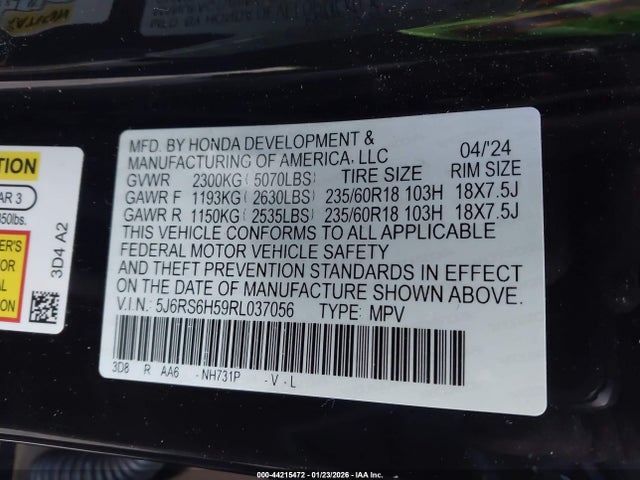 MFD. BY HONDA DEVELOPMENT & 04/'24
MANUFACTURING OF AMERICA, LLC TIRE SIZE RIM SIZE
GVWR 2300KG (5070LBS)
GAWR F 1193KG (2630LBS) 235/60R18 103H 18X7.5J
GAWR R 1150KG (2535LBS) 235/60R18 103H 18X7.5J
THIS VEHICLE CONFORMS TO ALL APPLICABLE
FEDERAL MOTOR VEHICLE SAFETY
AND THEFT PREVENTION STANDARDS IN EFFECT
ON THE DATE OF MANUFACTURE SHOWN ABOVE.
V.I.N.: 5J6RS6H59RL037056 TYPE: MPV
3D8 R AA6 - NH731P - V - L
3D4 A2
000-44215472 - 01/23/2026 - IAA Inc.